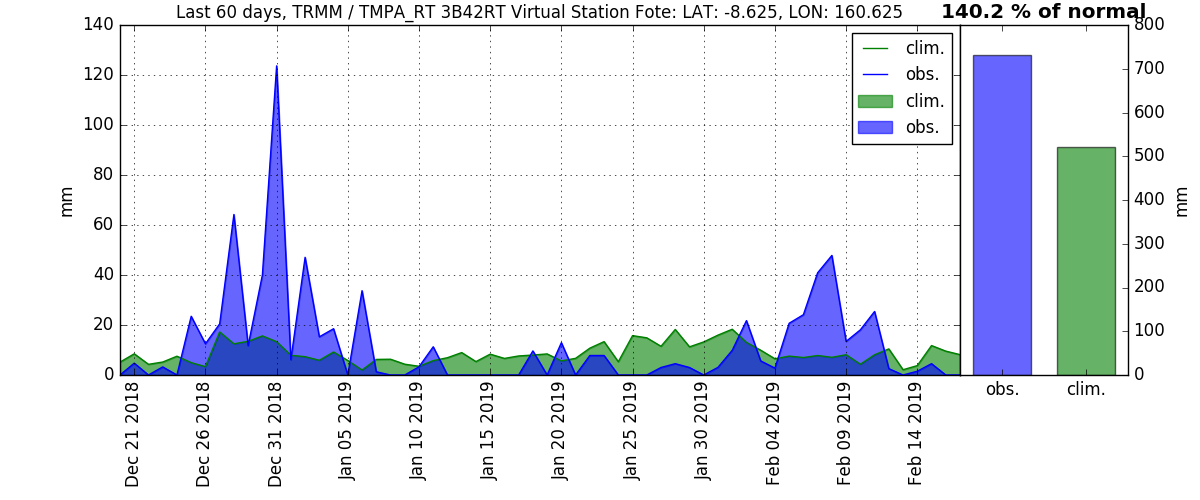 Last 60 days, TRMM / TMPA_RT 3B42RT Virtual Station Fote: LAT: -8.625, LON: 160.625
140.2 % of normal
140
120
100
80
60
40
20
0
mm
clim.
obs.
clim.
obs.
Dec 21 2018
Dec 26 2018
Dec 31 2018
Jan 05 2019
Jan 10 2019
Jan 15 2019
Jan 20 2019
Jan 25 2019
Jan 30 2019
Feb 04 2019
Feb 09 2019
Feb 14 2019
800
700
600
500
400
300
200
100
0
mm
obs.
clim.